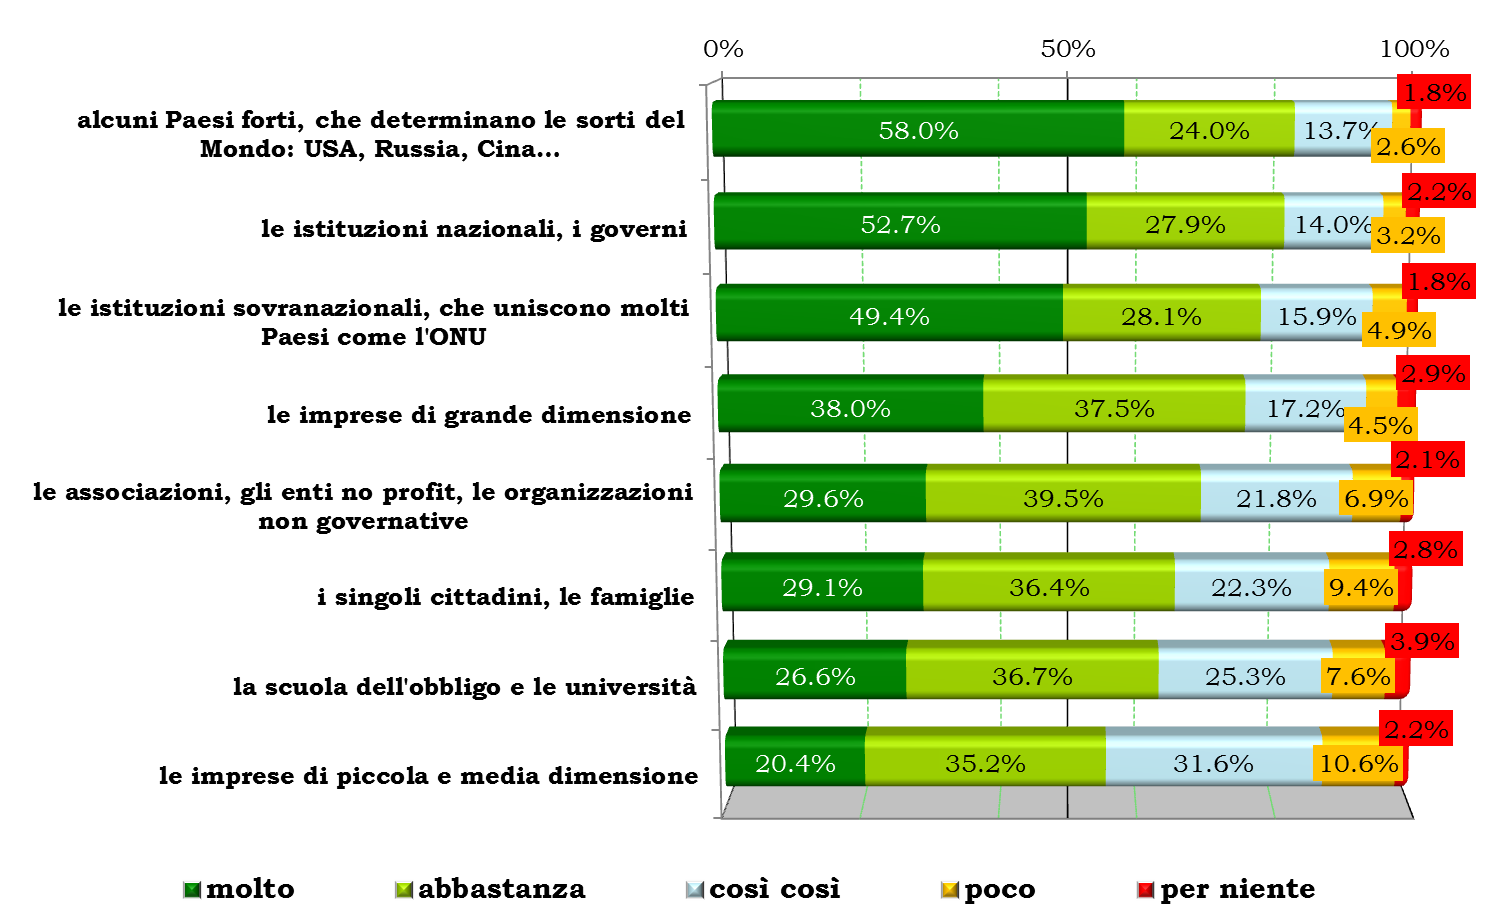 0% 50% 100%
alcuni Paesi forti, che determinano le sorti del
Mondo: USA, Russia, Cina...
58.0% 24.0% 13.7% 2.6% 1.8%
le istituzioni nazionali, i governi
52.7% 27.9% 14.0% 3.2% 2.2%
le istituzioni sovranazionali, che uniscono molti
Paesi come l'ONU
49.4% 28.1% 15.9% 4.9% 1.8%
le imprese di grande dimensione
38.0% 37.5% 17.2% 4.5% 2.9%
le associazioni, gli enti no profit, le organizzazioni
non governative
29.6% 39.5% 21.8% 6.9% 2.1%
i singoli cittadini, le famiglie
29.1% 36.4% 22.3% 9.4% 2.8%
la scuola dell'obbligo e le università
26.6% 36.7% 25.3% 7.6% 3.9%
le imprese di piccola e media dimensione
20.4% 35.2% 31.6% 10.6% 2.2%
molto abbastanza così così poco per niente